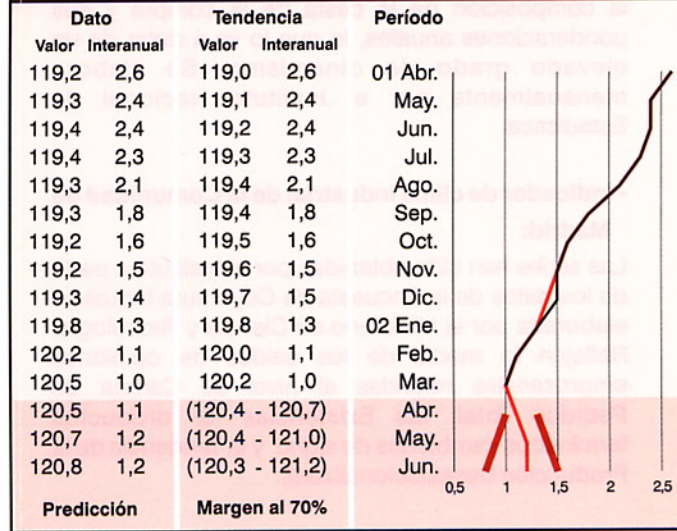 Dato Tendencia Período
Valor Interanual Valor Interanual
119,2 2,6 119,0 2,6 01 Abr.
119,3 2,4 119,1 2,4 May.
119,4 2,4 119,2 2,4 Jun.
119,4 2,3 119,3 2,3 Jul.
119,3 2,1 119,4 2,1 Ago.
119,3 1,8 119,4 1,8 Sep.
119,2 1,6 119,5 1,6 Oct.
119,2 1,5 119,6 1,5 Nov.
119,3 1,4 119,7 1,5 Dic.
119,8 1,3 119,8 1,3 02 Ene.
120,2 1,1 120,0 1,1 Feb.
120,5 1,0 120,2 1,0 Mar.
120,5 1,1 (120,4 - 120,7) Abr.
120,7 1,2 (120,4 - 121,0) May.
120,8 1,2 (120,3 - 121,2) Jun.
0,5 1 1,5 2 2,5
Predicción Margen al 70%